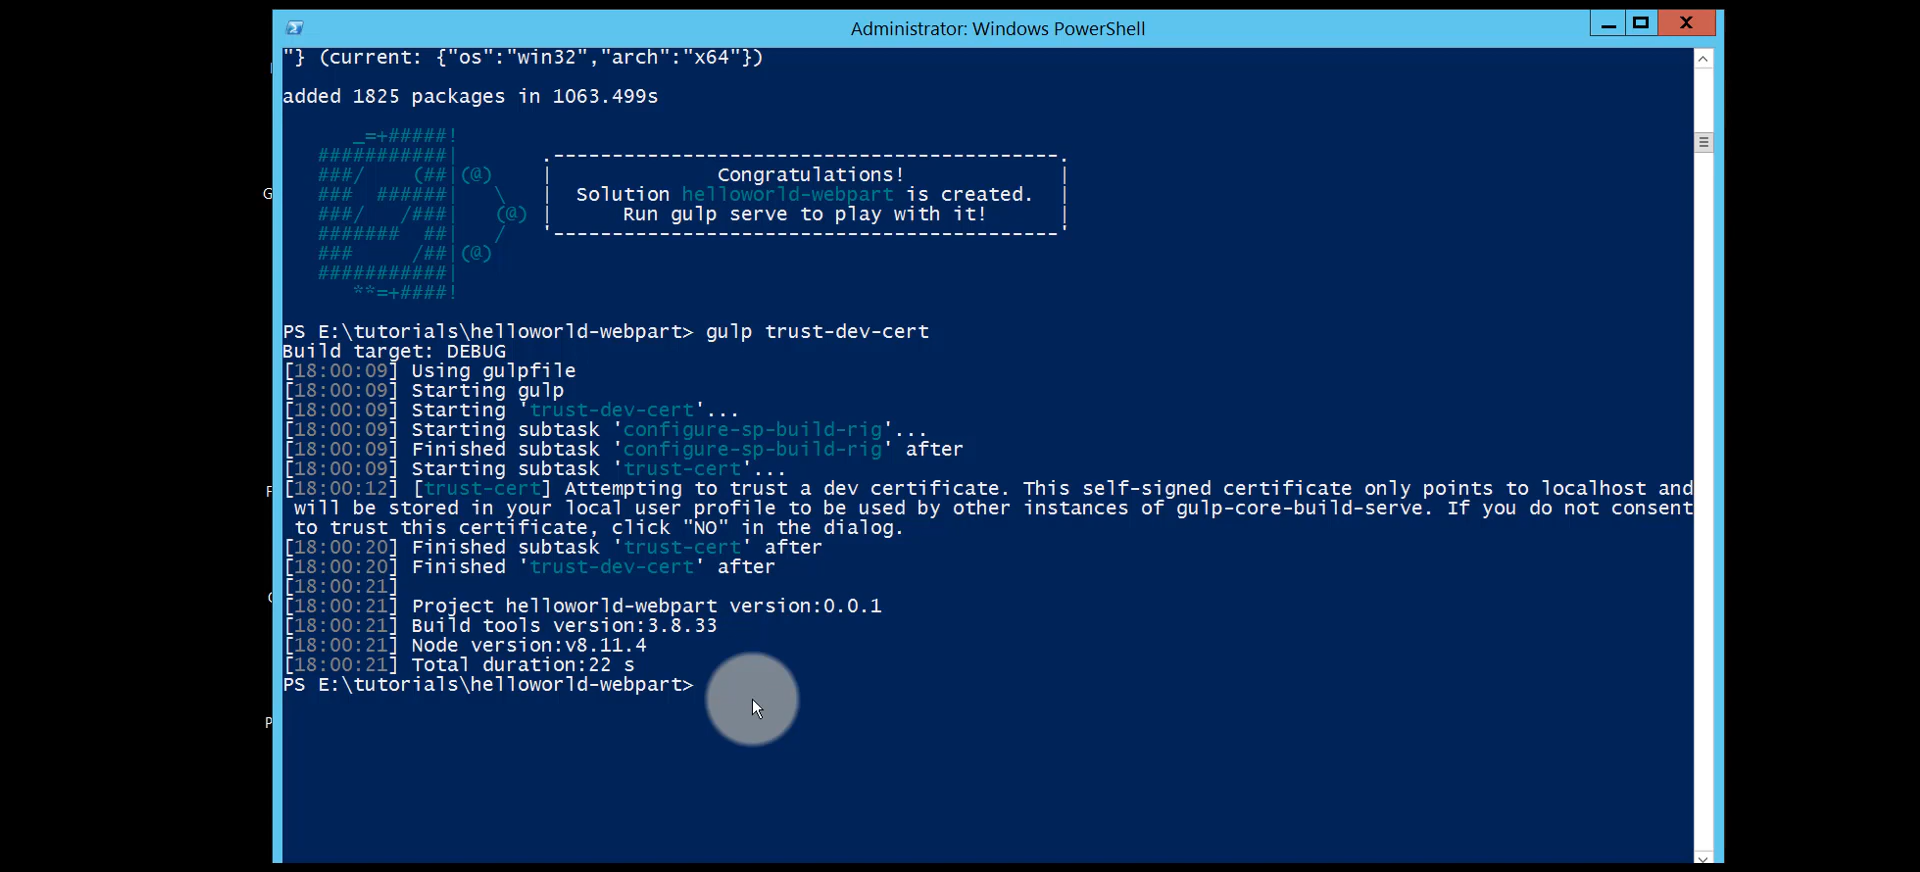 Administrator: Windows PowerShell
"} (current: {"os":"win32","arch":"x64"})
added 1825 packages in 1063.499s
     _=+#####!
  ###########|      .-------------------------------------------.
  ###/    (##|(@)   |              Congratulations!             |
  ###  ######|   \  |  Solution helloworld-webpart is created.  |
  ###/   /###|   (@)|      Run gulp serve to play with it!      |
  #######  ##|   /  '-------------------------------------------'
  ###     /##|(@)
  ###########|
     **=+####!
PS E:\tutorials\helloworld-webpart> gulp trust-dev-cert
Build target: DEBUG
[18:00:09] Using gulpfile
[18:00:09] Starting gulp
[18:00:09] Starting 'trust-dev-cert'...
[18:00:09] Starting subtask 'configure-sp-build-rig'...
[18:00:09] Finished subtask 'configure-sp-build-rig' after
[18:00:09] Starting subtask 'trust-cert'...
[18:00:12] [trust-cert] Attempting to trust a dev certificate. This self-signed certificate only points to localhost and
 will be stored in your local user profile to be used by other instances of gulp-core-build-serve. If you do not consent
 to trust this certificate, click "NO" in the dialog.
[18:00:20] Finished subtask 'trust-cert' after
[18:00:20] Finished 'trust-dev-cert' after
[18:00:21]
[18:00:21] Project helloworld-webpart version:0.0.1
[18:00:21] Build tools version:3.8.33
[18:00:21] Node version:v8.11.4
[18:00:21] Total duration:22 s
PS E:\tutorials\helloworld-webpart>